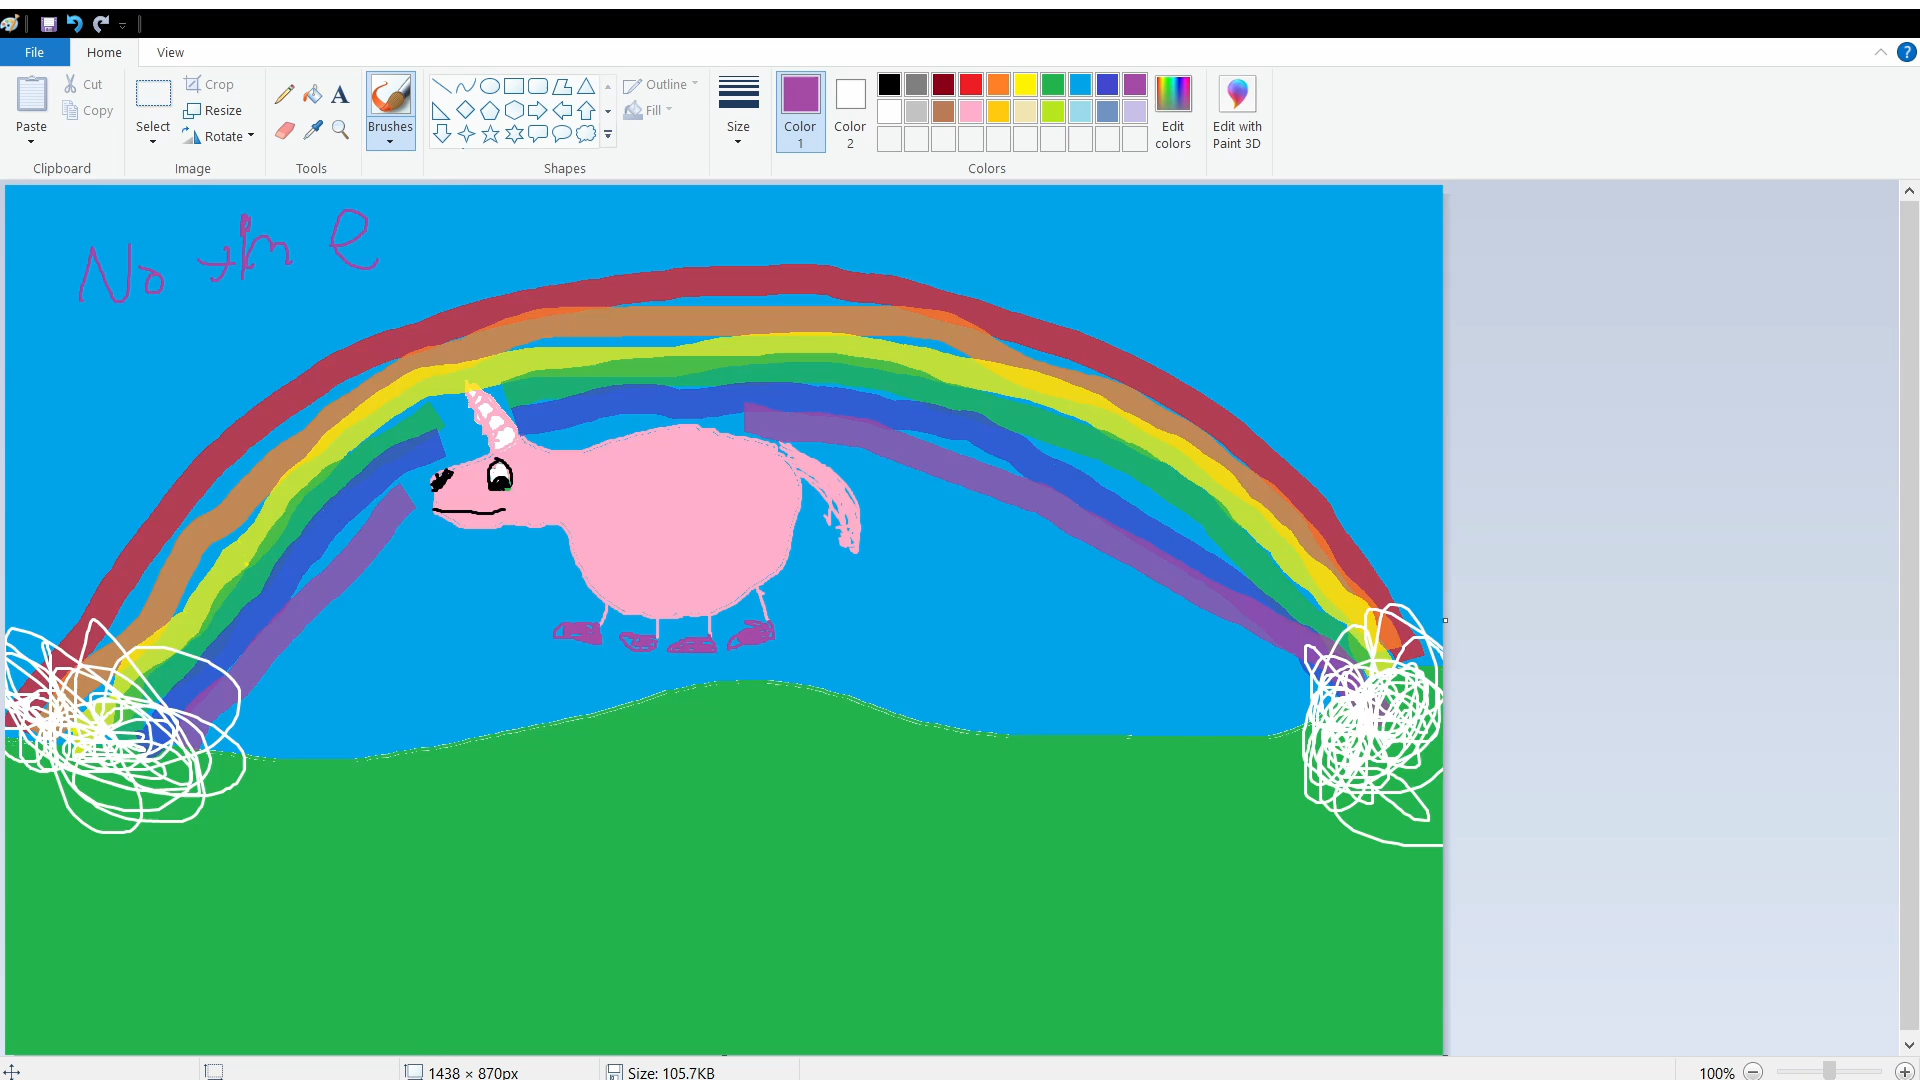 File Home View
Paste Cut Copy Clipboard
Select Crop Resize Rotate Image
Tools
Brushes
Shapes Outline Fill
Size
Color 1 Color 2 Edit colors Colors
Edit with Paint 3D
No
e
1438 × 870px Size: 105.7KB 100%